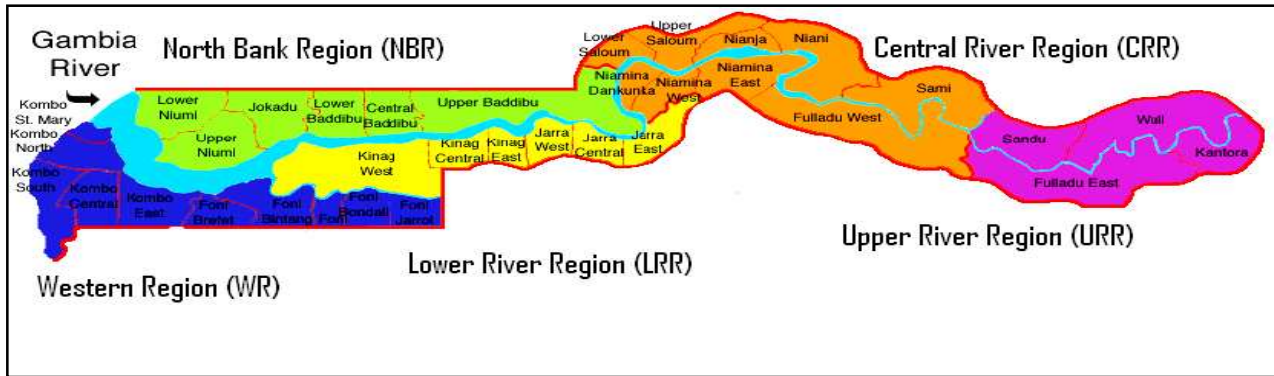 Gambia
River
North Bank Region (NBR)
Central River Region (CRR)
Upper
Saloum
Lower
Saloum
Nianja
Niani
Niamina
Dankunta
Niamina
West
Niamina
East
Sami
Fulladu West
Kombo
St. Mary
Kombo
North
Kombo
South
Kombo
Central
Kombo
East
Lower
Niumi
Jokadu
Lower
Baddibu
Central
Baddibu
Upper Baddibu
Upper
Niumi
Kinag
West
Kinag
Central
Kinag
East
Jarra
West
Jarra
Central
Jarra
East
Foni
Brefet
Foni
Bintang
Foni
Foni
Bondali
Foni
Jarrol
Sandu
Wuli
Kantora
Fulladu East
Western Region (WR)
Lower River Region (LRR)
Upper River Region (URR)